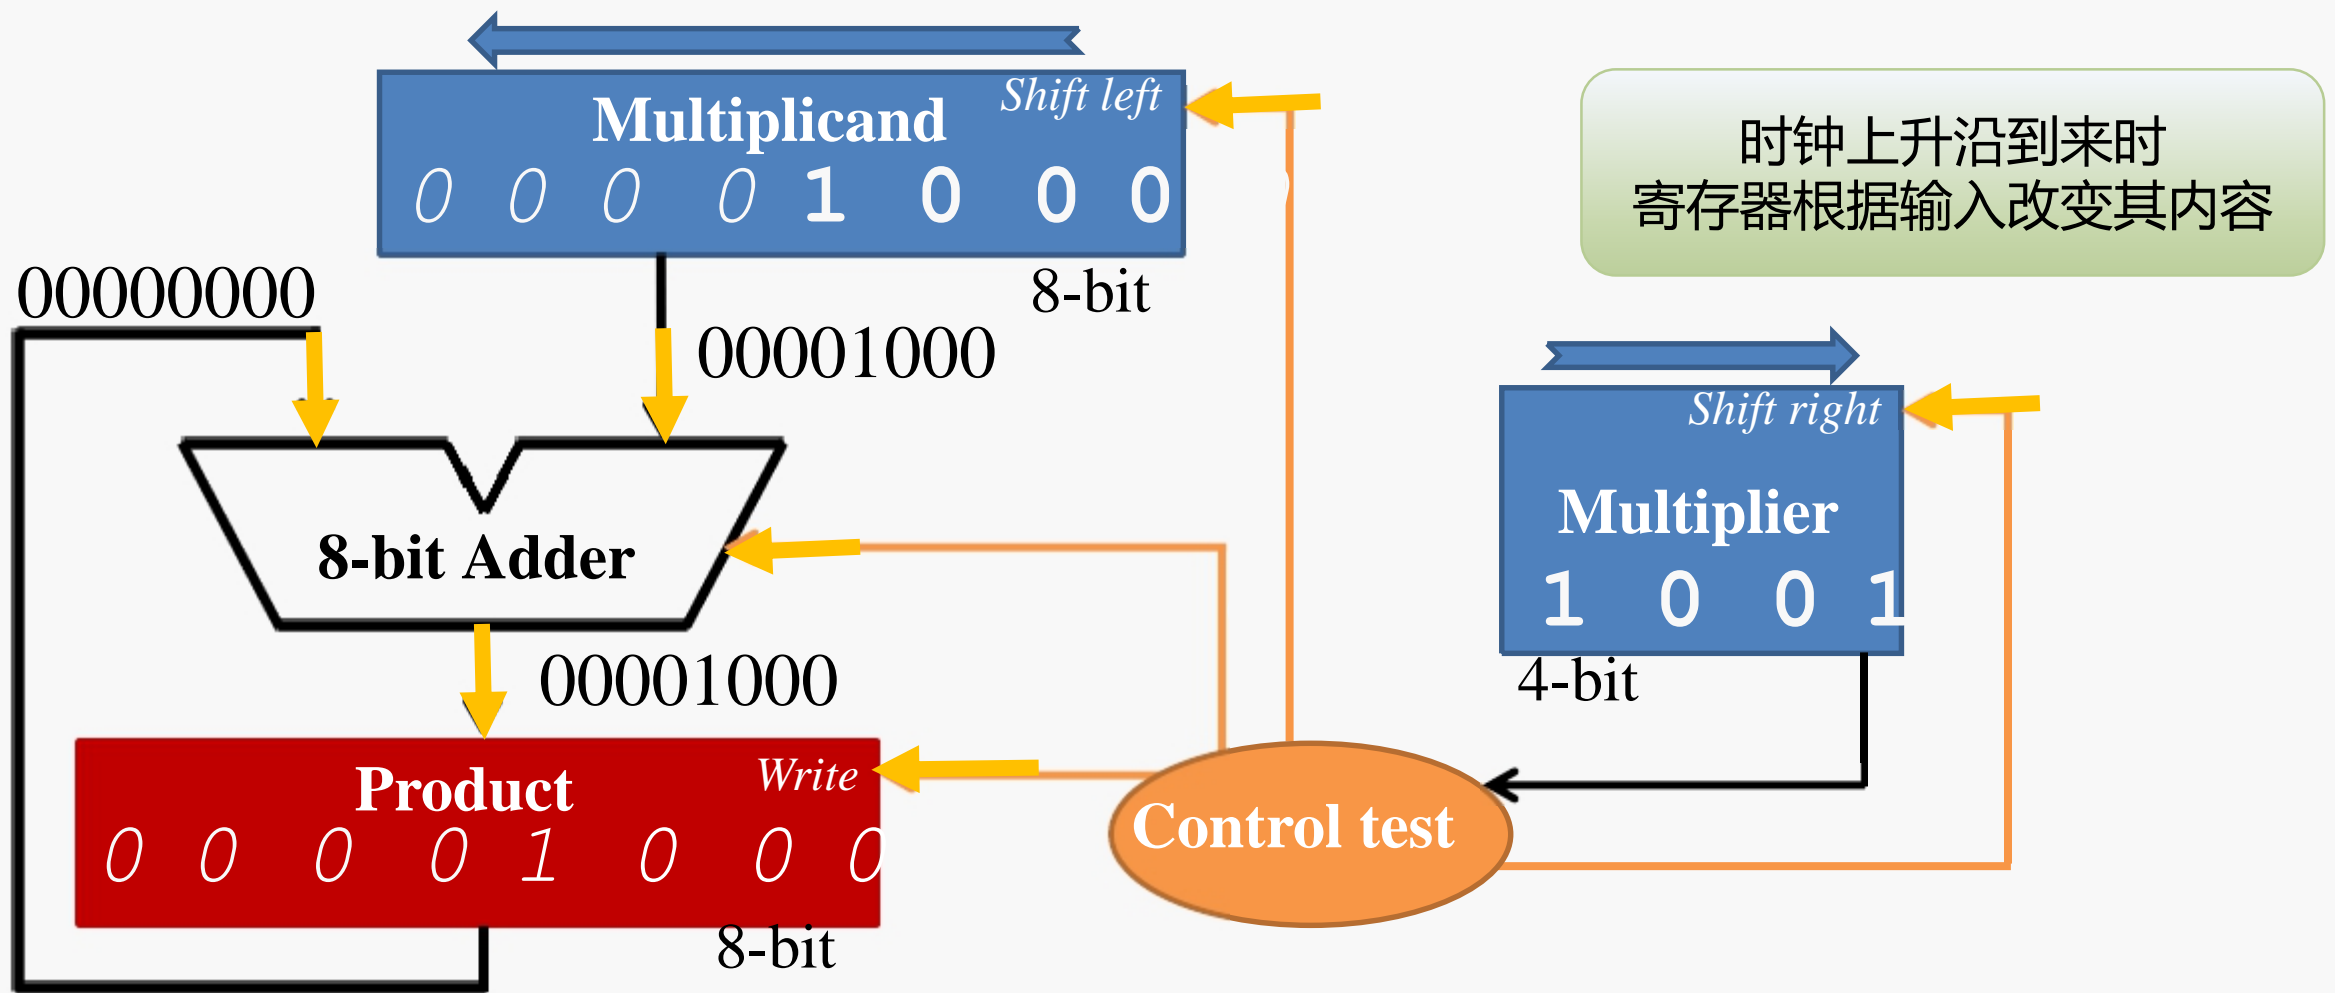 Shift left
Multiplicand
0 0 0 0 1 0 0 0
8-bit
时钟上升沿到来时
寄存器根据输入改变其内容
00000000
00001000
Shift right
Multiplier
1 0 0 1
4-bit
8-bit Adder
00001000
Product
Write
0 0 0 0 1 0 0 0
8-bit
Control test